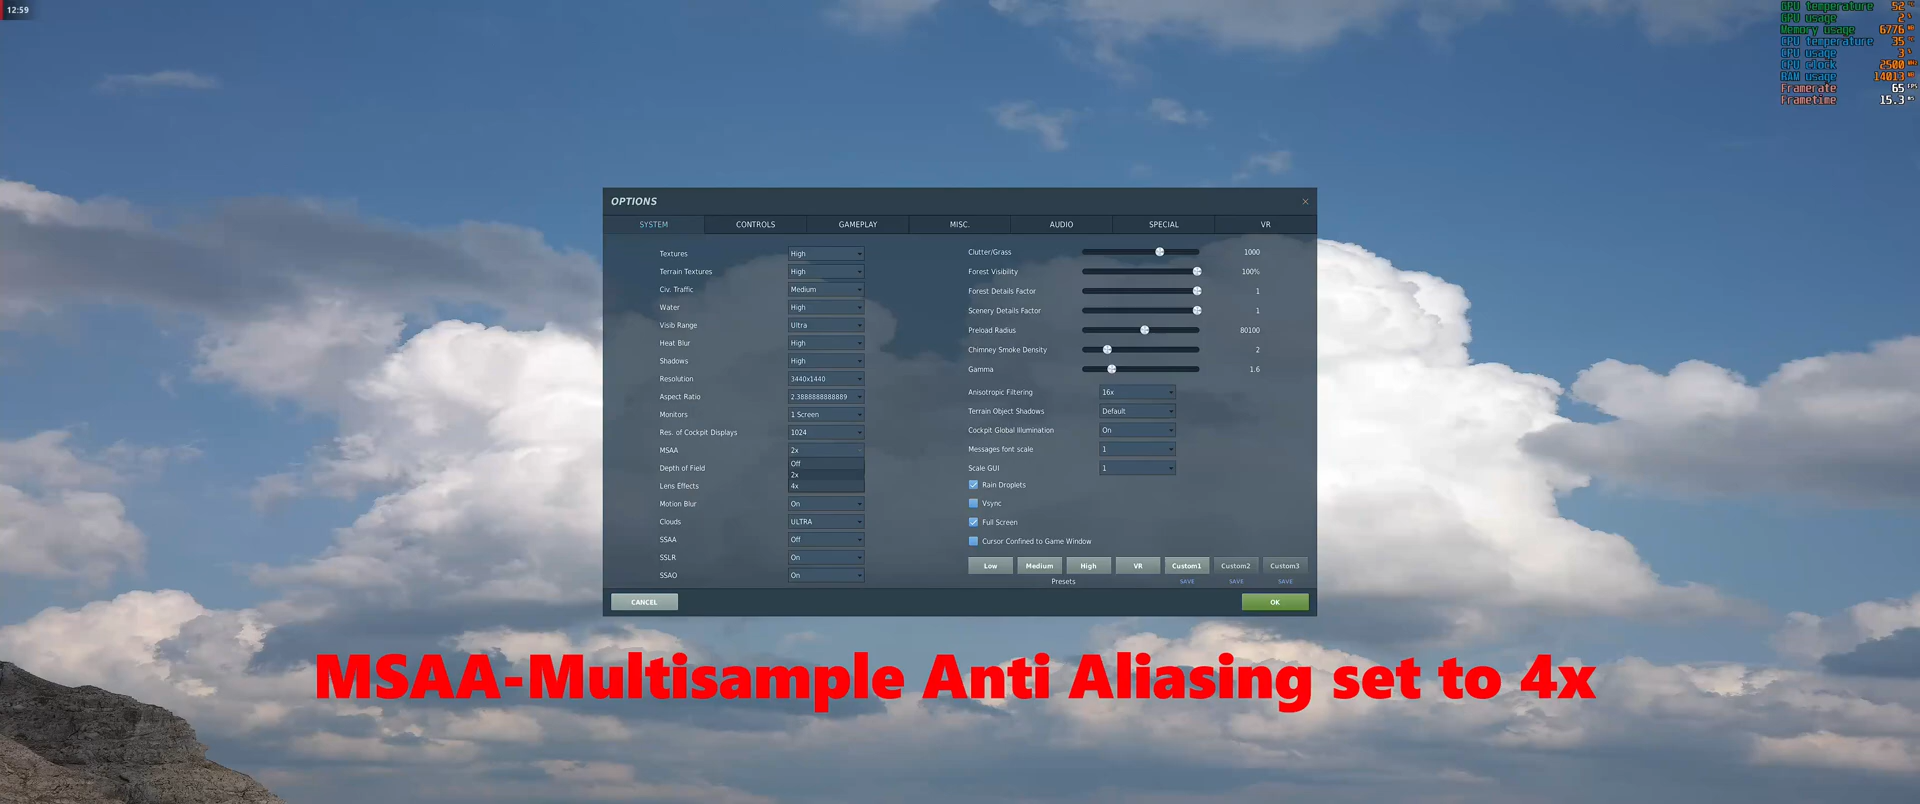 12:59
GPU temperature 52 °C
GPU usage 2 %
Memory usage 6776 MB
CPU temperature 35 °C
CPU usage 3 %
CPU clock 2500 MHz
RAM usage 14013 MB
Framerate 65 FPS
Frametime 15.3 ms
OPTIONS ×
SYSTEM CONTROLS GAMEPLAY MISC. AUDIO SPECIAL VR
Textures High
Terrain Textures High
Civ. Traffic Medium
Water High
Visib Range Ultra
Heat Blur High
Shadows High
Resolution 3440x1440
Aspect Ratio 2.3888888888889
Monitors 1 Screen
Res. of Cockpit Displays 1024
MSAA 2x
Off
Depth of Field 2x
Lens Effects 4x
Motion Blur On
Clouds ULTRA
SSAA Off
SSLR On
SSAO On
Clutter/Grass 1000
Forest Visibility 100%
Forest Details Factor 1
Scenery Details Factor 1
Preload Radius 80100
Chimney Smoke Density 2
Gamma 1.6
Anisotropic Filtering 16x
Terrain Object Shadows Default
Cockpit Global Illumination On
Messages font scale 1
Scale GUI 1
Rain Droplets
Vsync
Full Screen
Cursor Confined to Game Window
Low Medium High VR Custom1 Custom2 Custom3
Presets SAVE SAVE SAVE
CANCEL OK
MSAA-Multisample Anti Aliasing set to 4x